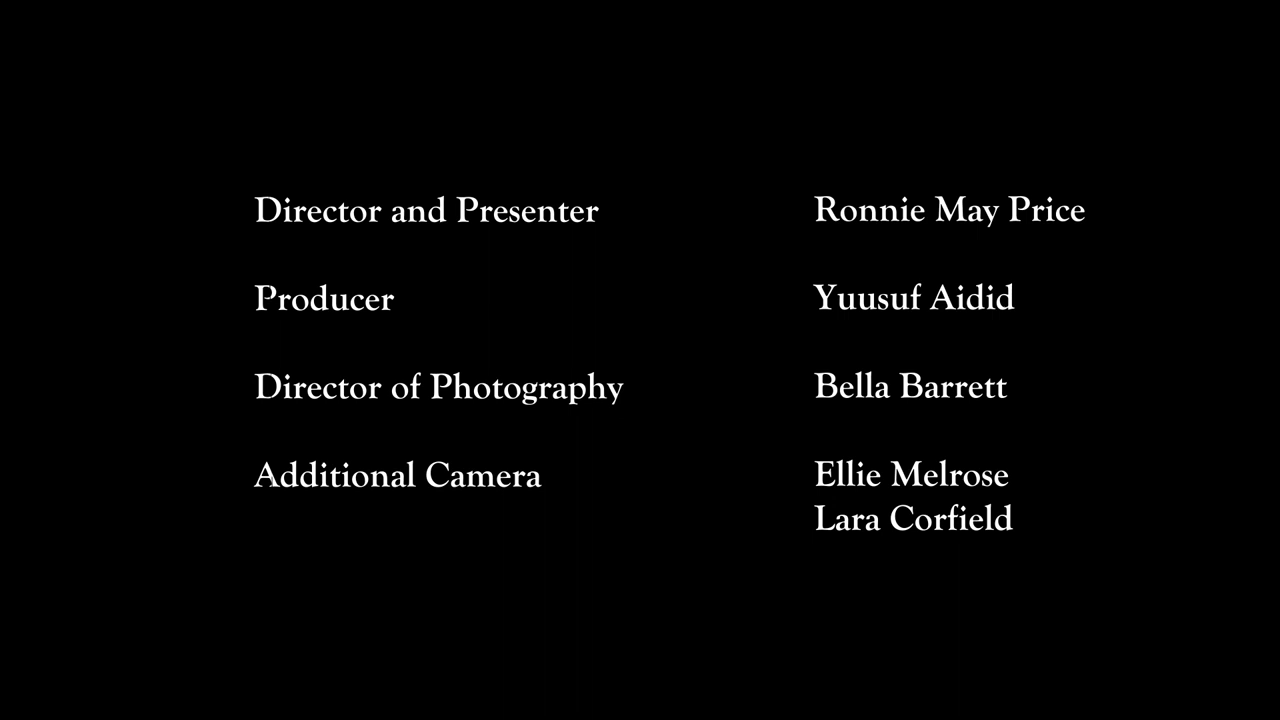 Director and Presenter Ronnie May Price
Producer Yuusuf Aidid
Director of Photography Bella Barrett
Additional Camera Ellie Melrose
Lara Corfield